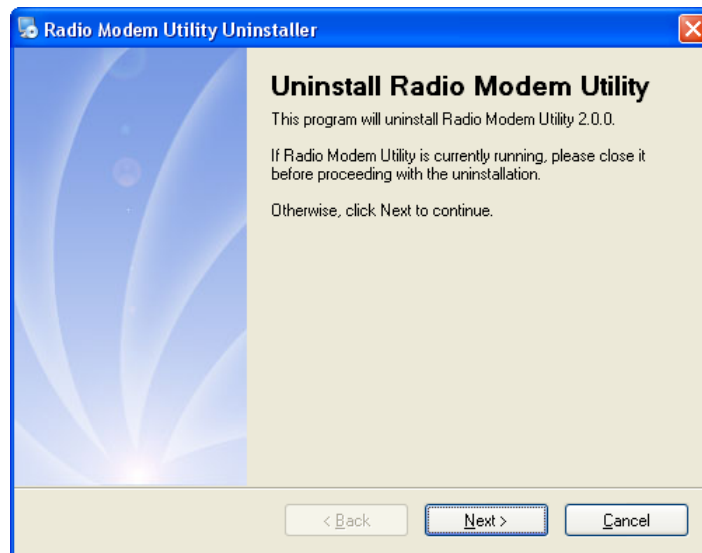 Radio Modem Utility Uninstaller
Uninstall Radio Modem Utility
This program will uninstall Radio Modem Utility 2.0.0.
If Radio Modem Utility is currently running, please close it
before proceeding with the uninstallation.
Otherwise, click Next to continue.
< Back
Next >
Cancel